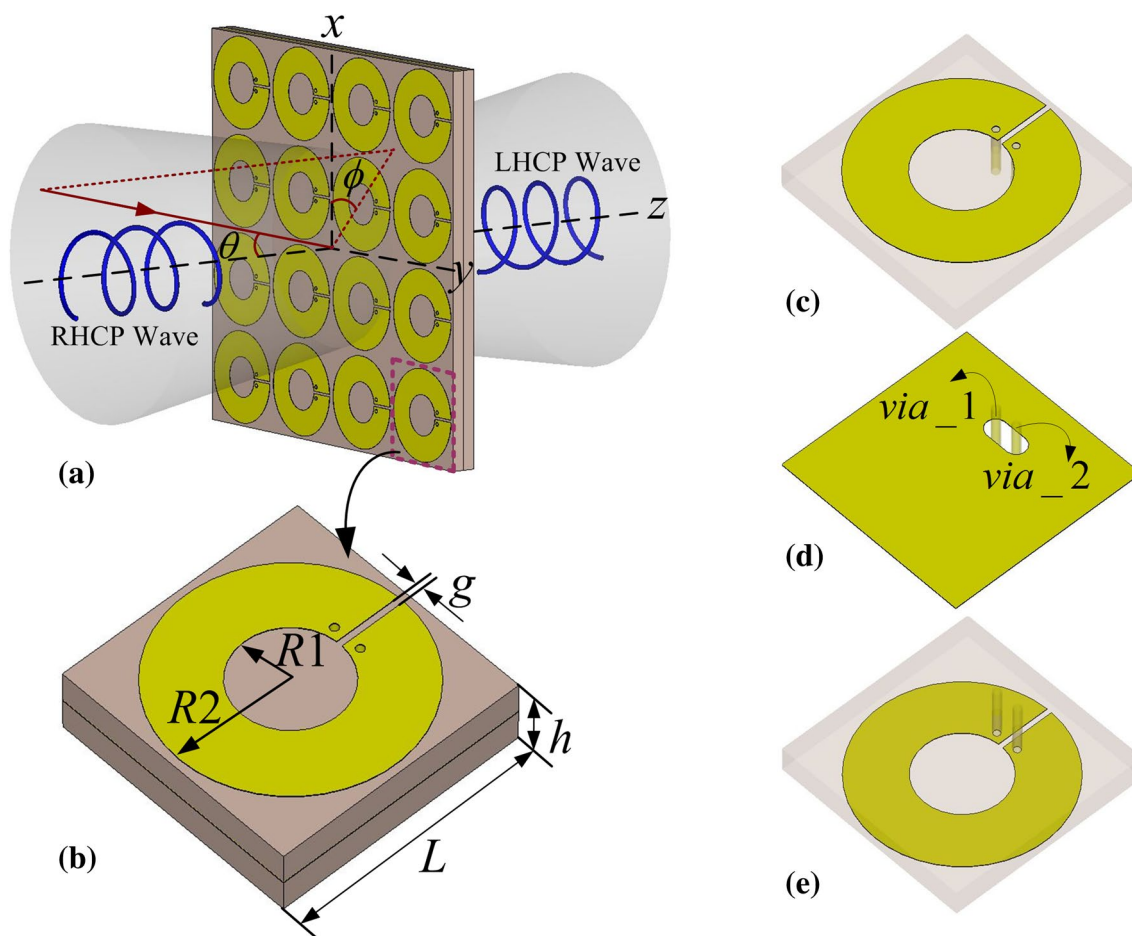 x
LHCP Wave
ϕ
z
θ
y
RHCP Wave
(a)
g
R1
R2
h
L
(b)
(c)
via_1
via_2
(d)
(e)